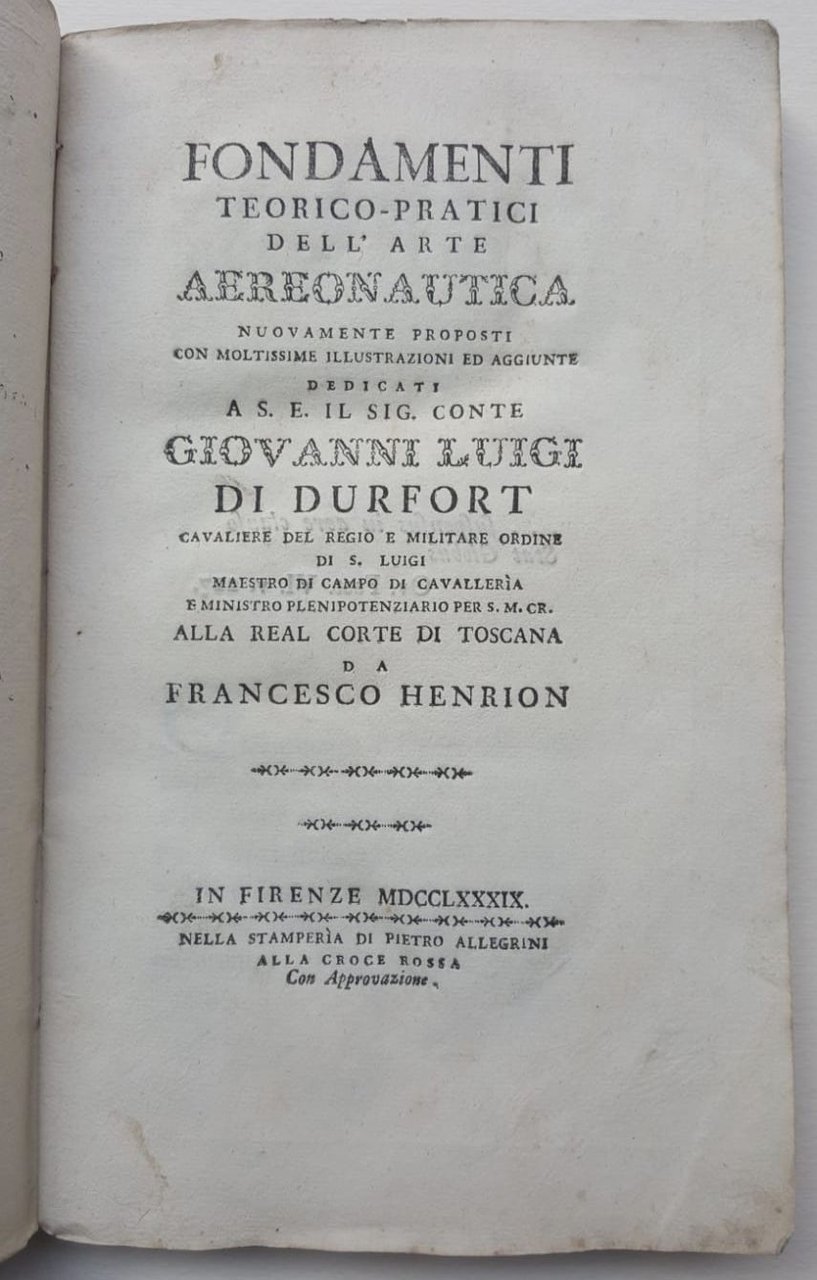 FONDAMENTI
TEORICO-PRATICI
DELL' ARTE
AEREONAUTICA
NUOVAMENTE PROPOSTI
CON MOLTISSIME ILLUSTRAZIONI ED AGGIUNTE
DEDICATI
A S. E. IL SIG. CONTE
GIOVANNI LUIGI
DI DURFORT
CAVALIERE DEL REGIO E MILITARE ORDINE
DI S. LUIGI
MAESTRO DI CAMPO DI CAVALLERÌA
E MINISTRO PLENIPOTENZIARIO PER S. M. CR.
ALLA REAL CORTE DI TOSCANA
DA
FRANCESCO HENRION
IN FIRENZE MDCCLXXXIX.
NELLA STAMPERÌA DI PIETRO ALLEGRINI
ALLA CROCE ROSSA
Con Approvazione.